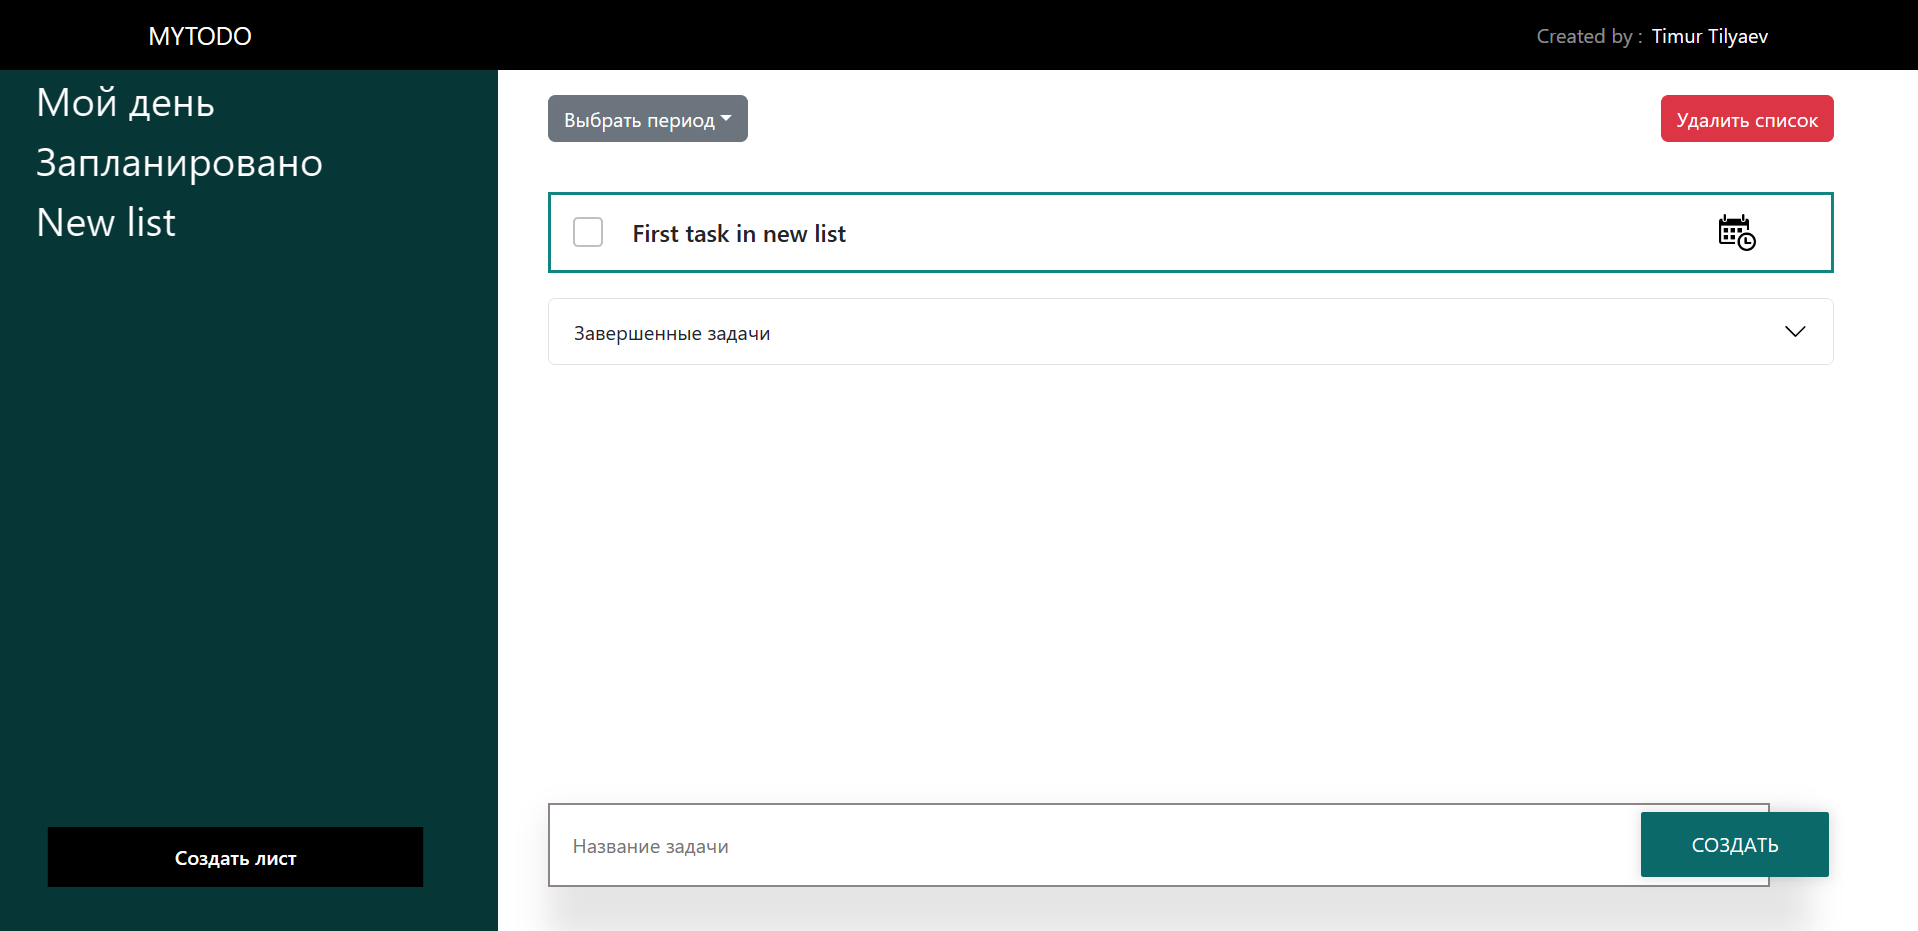 MYTODO
Created by : Timur Tilyaev
Мой день
Запланировано
New list
Создать лист
Выбрать период
Удалить список
First task in new list
Завершенные задачи
Название задачи
СОЗДАТЬ